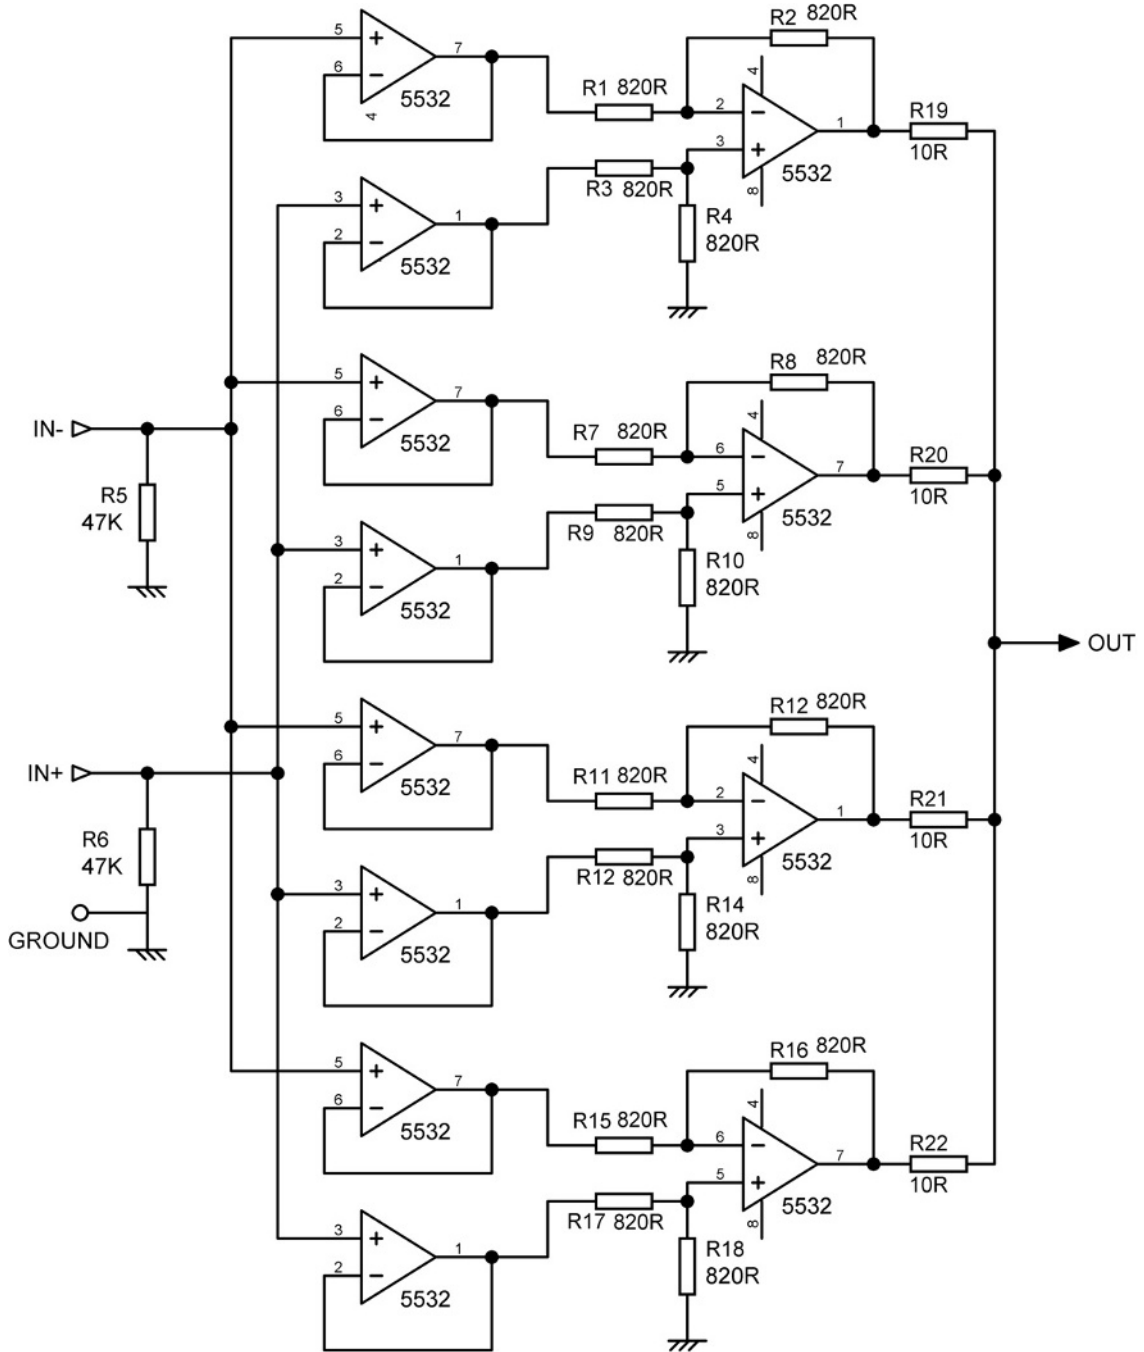 R2 820R
5
7
6
5532
4
R1 820R
4
2
1
3
5532
8
R19
10R
R3 820R
R4
820R
3
1
2
5532
R8 820R
5
7
6
5532
R7 820R
4
6
7
5
5532
8
R20
10R
IN-
R5
47K
R9 820R
R10
820R
3
1
2
5532
OUT
R12 820R
5
7
6
5532
R11 820R
4
2
1
3
5532
8
R21
10R
IN+
R6
47K
GROUND
R12 820R
R14
820R
3
1
2
5532
R16 820R
5
7
6
5532
R15 820R
4
6
7
5
5532
8
R22
10R
R17 820R
R18
820R
3
1
2
5532